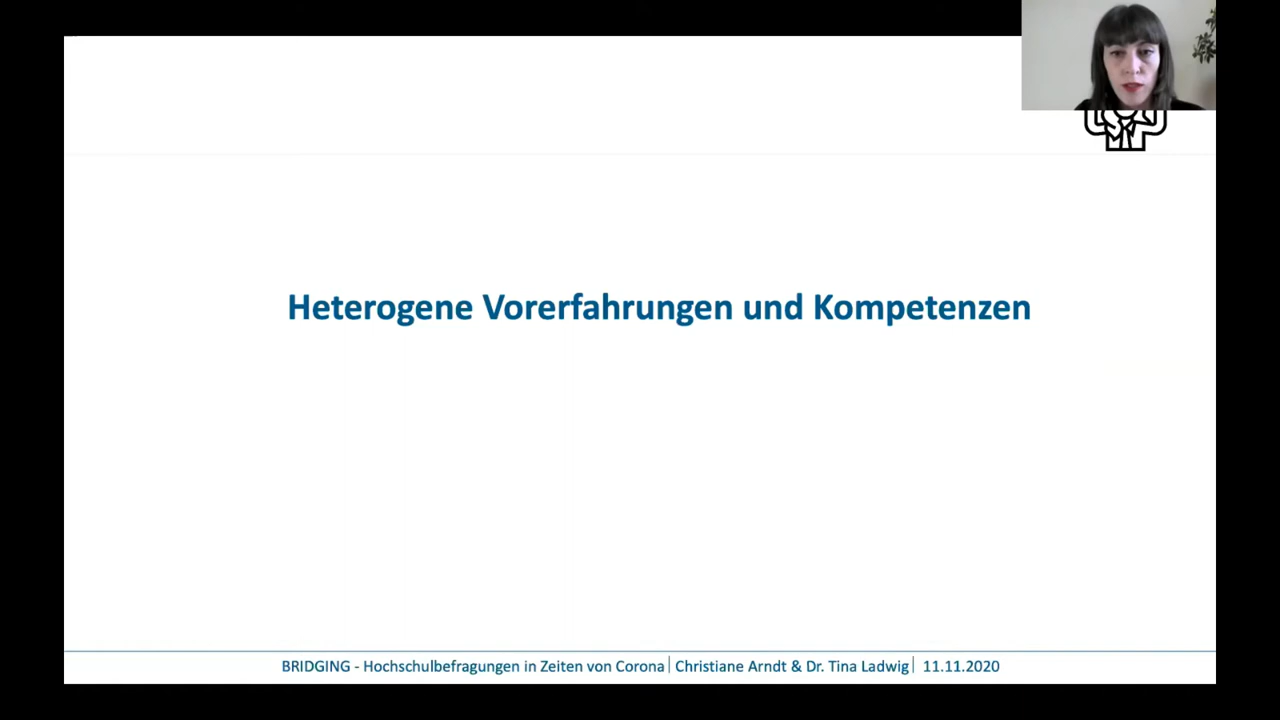 Heterogene Vorerfahrungen und Kompetenzen
BRIDGING - Hochschulbefragungen in Zeiten von Corona | Christiane Arndt & Dr. Tina Ladwig | 11.11.2020